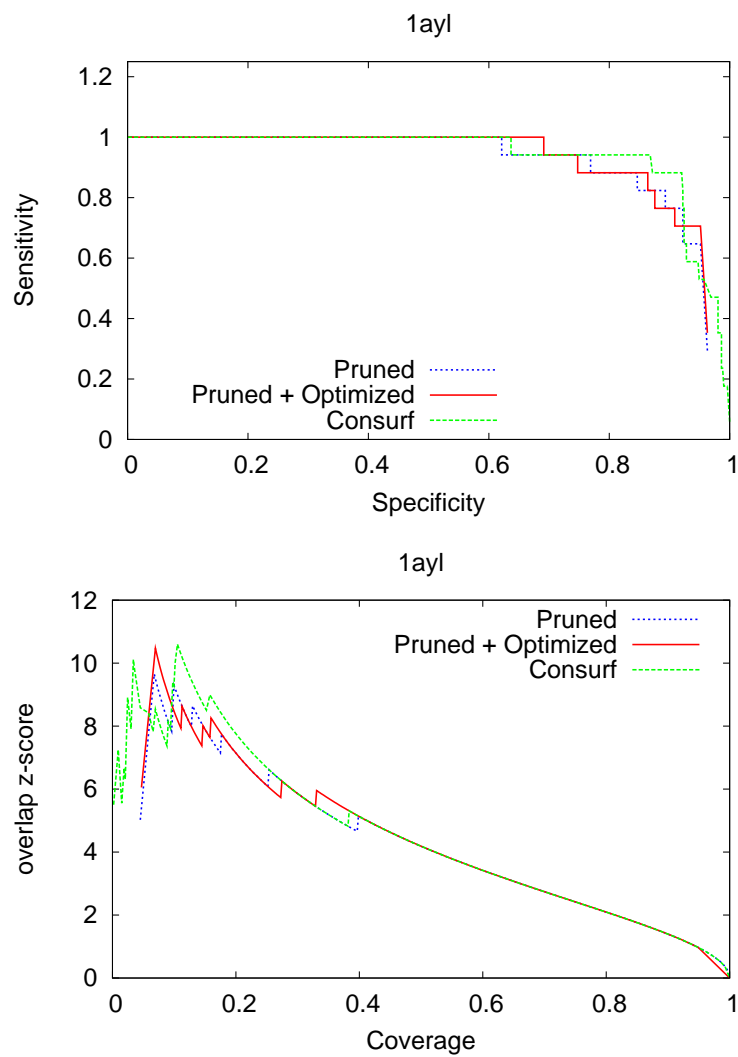 1ayl
1.2
1
0.8
0.6
0.4
0.2
0
Sensitivity
Pruned
Pruned + Optimized
Consurf
0 0.2 0.4 0.6 0.8 1
Specificity
1ayl
12
10
8
6
4
2
0
overlap z-score
Pruned
Pruned + Optimized
Consurf
0 0.2 0.4 0.6 0.8 1
Coverage